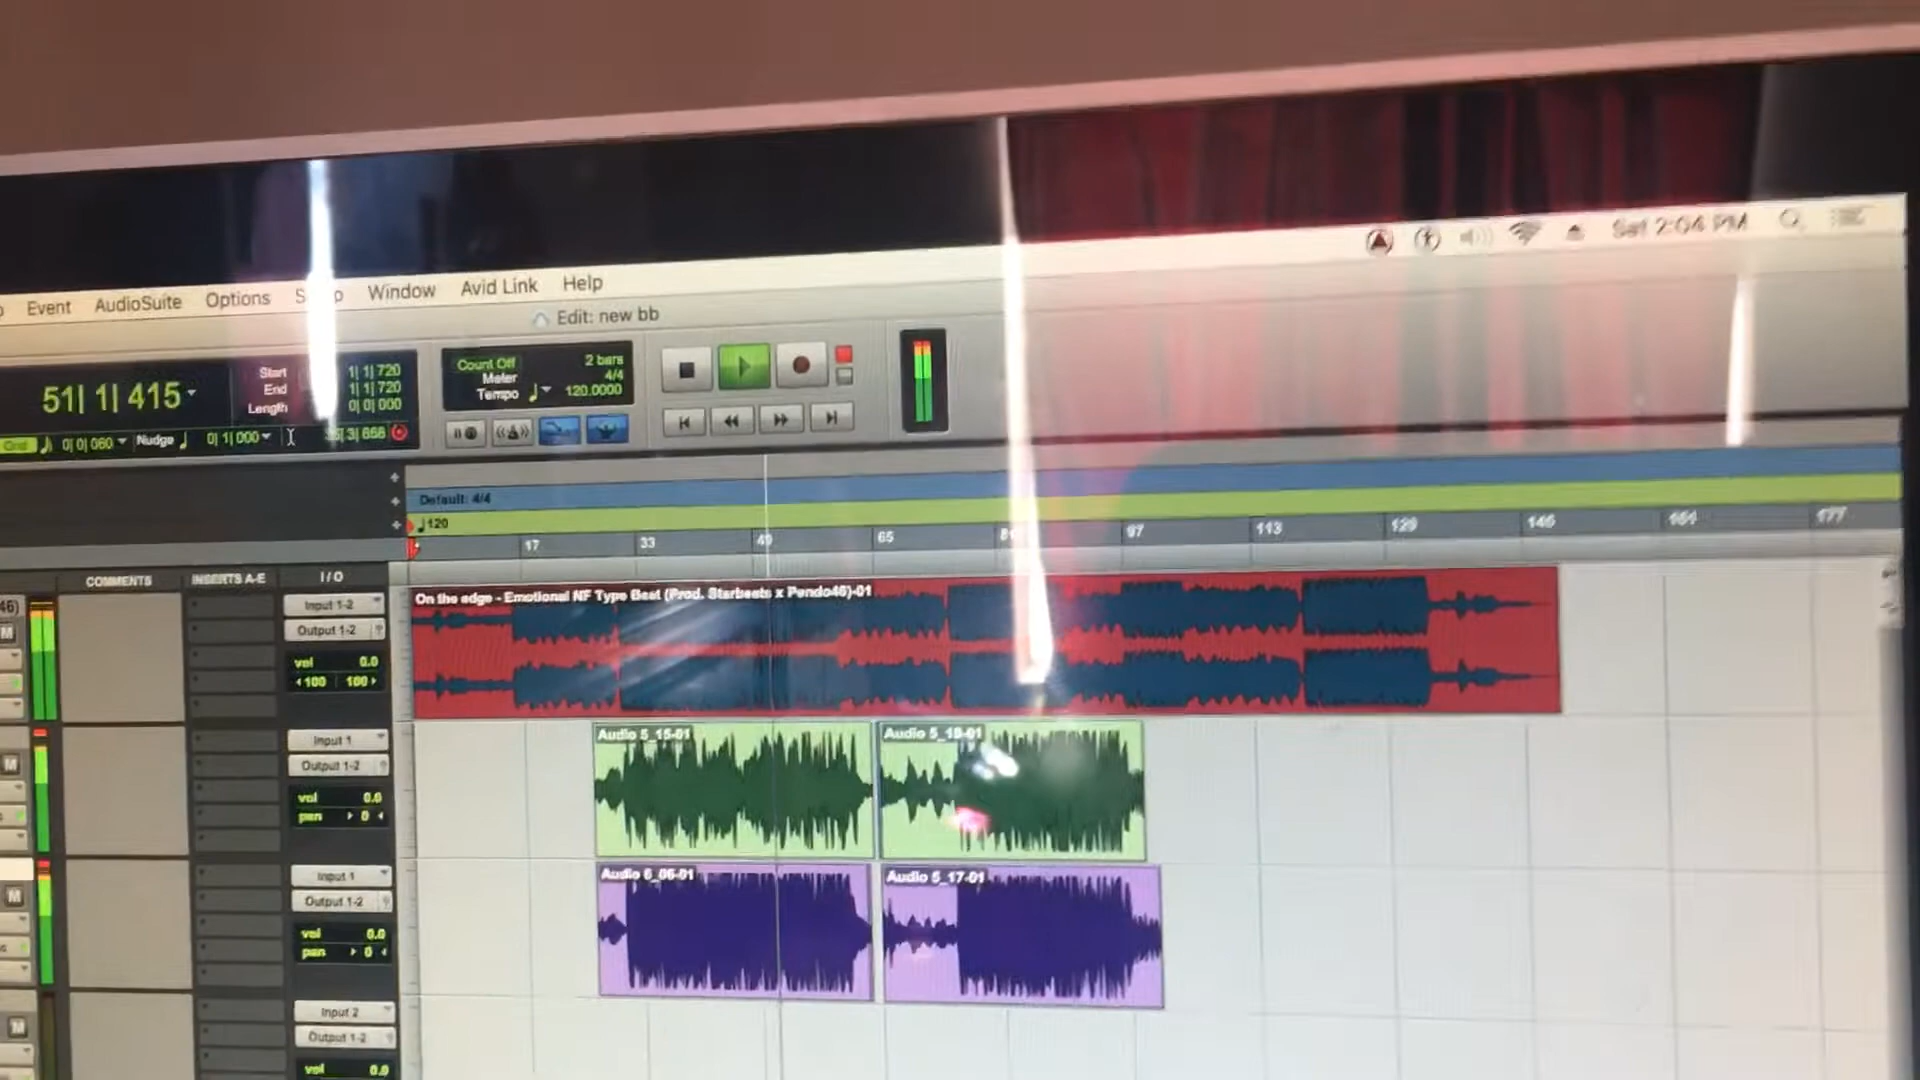 Sat 2:04 PM
Event AudioSuite Options Window Avid Link Help
Edit: new bb
51| 1| 415
Start 1| 1| 720
End 1| 1| 720
Length 0| 0| 000
Count Off 2 bars
Meter 4/4
Tempo 120.0000
0| 0| 060 Nudge 0| 1| 000
Default: 4/4
120
17 33 49 65 97 113 129 145 161 177
COMMENTS INSERTS A-E I / O
On the edge - Emotional NF Type Beat (Prod. Starbeats x Pendo46)-01
46)
M
Input 1-2
Output 1-2
vol 0.0
100 100
Audio 5_15-01
Input 1
Output 1-2
M
vol 0.0
pan 0
Input 1
Output 1-2
M
vol 0.0
pan 0
Audio 6_06-01 Audio 5_17-01
Input 2
Output 1-2
M
vol 0.0